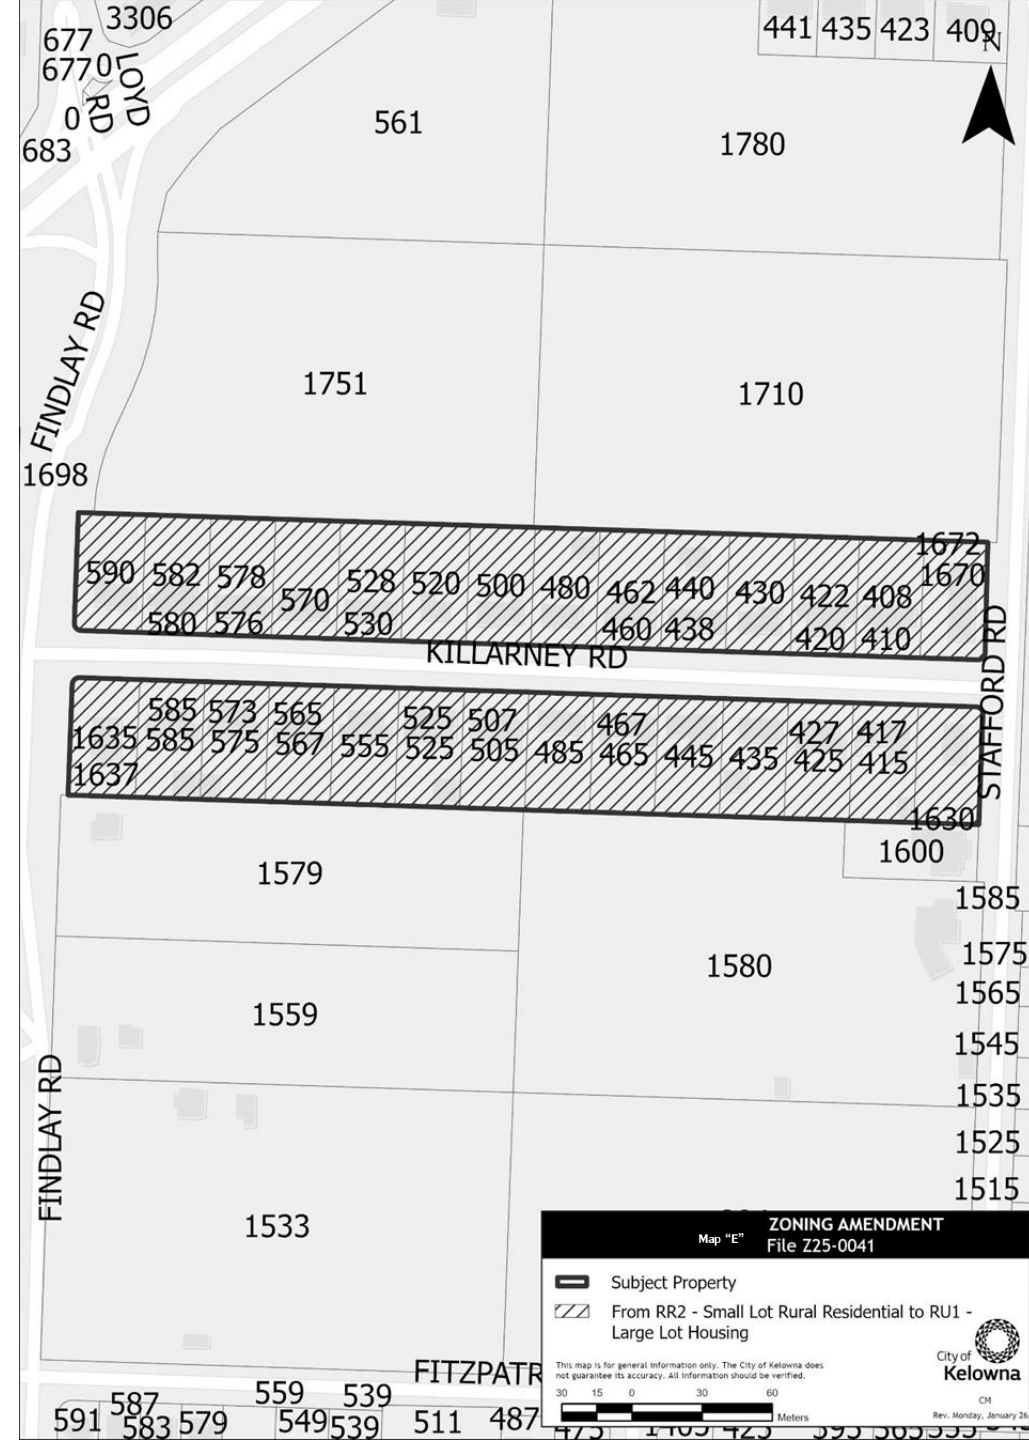 3306
677
6770
LOYD RD
0
683
441 435 423 409
N
561
1780
FINDLAY RD
1751
1710
1698
1672
590 582 578 570 528 520 500 480 462 440 430 422 408 1670
580 576 530 460 438 420 410
KILLARNEY RD
STAFFORD RD
585 573 565 525 507 467 427 417
1635 585 575 567 555 525 505 485 465 445 435 425 415
1637
1630
1600
1579
1585
1580
1575
1565
1559
1545
1535
FINDLAY RD
1525
1515
1533
ZONING AMENDMENT
Map "E" File Z25-0041
Subject Property
From RR2 - Small Lot Rural Residential to RU1 -
Large Lot Housing
City of
Kelowna
This map is for general information only. The City of Kelowna does
not guarantee its accuracy. All information should be verified.
30 15 0 30 60
Meters
CM
Rev. Monday, January 26
FITZPATR
587 559 539
591 583 579 549 539 511 487